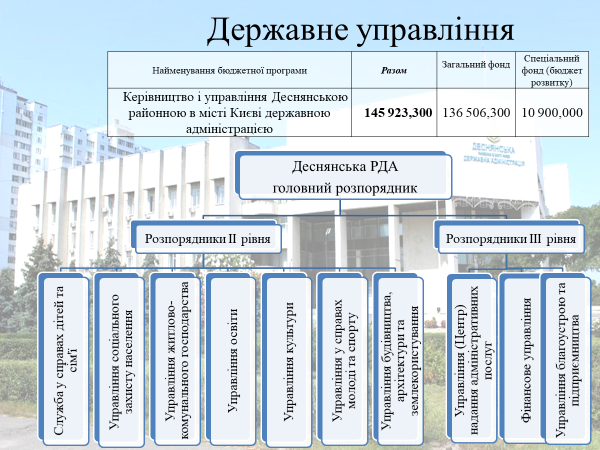 Державне управління
Найменування бюджетної програми
Разом
Загальний фонд
Спеціальний
фонд (бюджет
розвитку)
Керівництво і управління Деснянською
районною в місті Києві державною
адміністрацією
145 923,300
136 506,300
10 900,000
ДЕСНЯНСЬКА
ДЕРЖАВНА АДМІНІСТРАЦІЯ
Деснянська РДА
головний розпорядник
Розпорядники ІІ рівня
Розпорядники ІІІ рівня
Служба у справах дітей та
сім'ї
Управління соціального
захисту населення
Управління житлово-
комунального господарства
Управління освіти
Управління культури
Управління у справах
молоді та спорту
Управління будівництва,
архітектури та
землекористування
Управління (Центр)
надання адміністративних
послуг
Фінансове управління
Управління благоустрою та
підприємництва